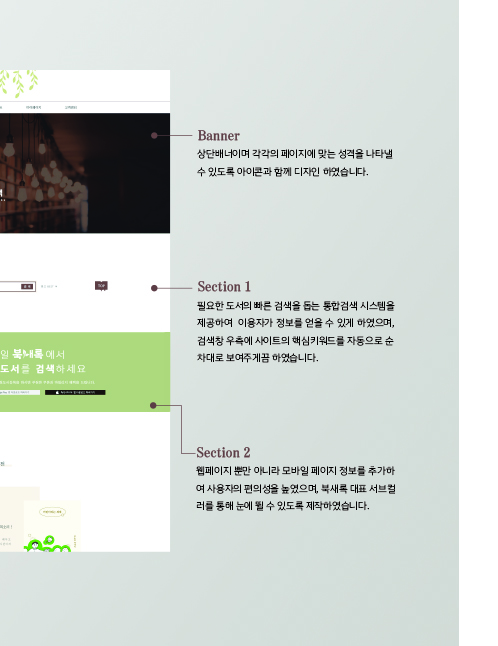 Banner
상단배너이며 각각의 페이지에 맞는 성격을 나타낼
수 있도록 아이콘과 함께 디자인 하였습니다.
TOP
Section 1
필요한 도서의 빠른 검색을 돕는 통합검색 시스템을
제공하여 이용자가 정보를 얻을 수 있게 하였으며,
검색창 우측에 사이트의 핵심키워드를 자동으로 순
차대로 보여주게끔 하였습니다.
일 북새록에서
도서를 검색하세요
Section 2
웹페이지 뿐만 아니라 모바일 페이지 정보를 추가하
여 사용자의 편의성을 높였으며, 북새록 대표 서브컬
러를 통해 눈에 뛸 수 있도록 제작하였습니다.